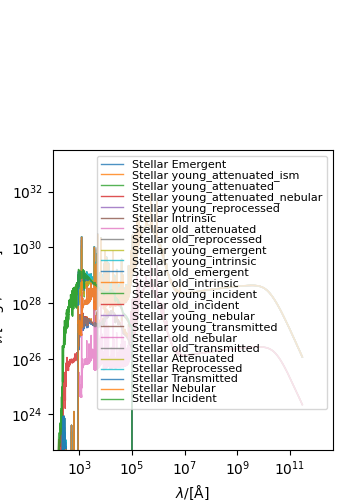 Stellar Emergent
Stellar young_attenuated_ism
Stellar young_attenuated
Stellar young_attenuated_nebular
Stellar young_reprocessed
Stellar Intrinsic
Stellar old_attenuated
Stellar old_reprocessed
Stellar young_emergent
Stellar young_intrinsic
Stellar old_emergent
Stellar old_intrinsic
Stellar young_incident
Stellar old_incident
Stellar young_nebular
Stellar young_transmitted
Stellar old_nebular
Stellar old_transmitted
Stellar Attenuated
Stellar Reprocessed
Stellar Transmitted
Stellar Nebular
Stellar Incident
10³²
10³⁰
10²⁸
10²⁶
10²⁴
10³ 10⁵ 10⁷ 10⁹ 10¹¹
λ/[Å]